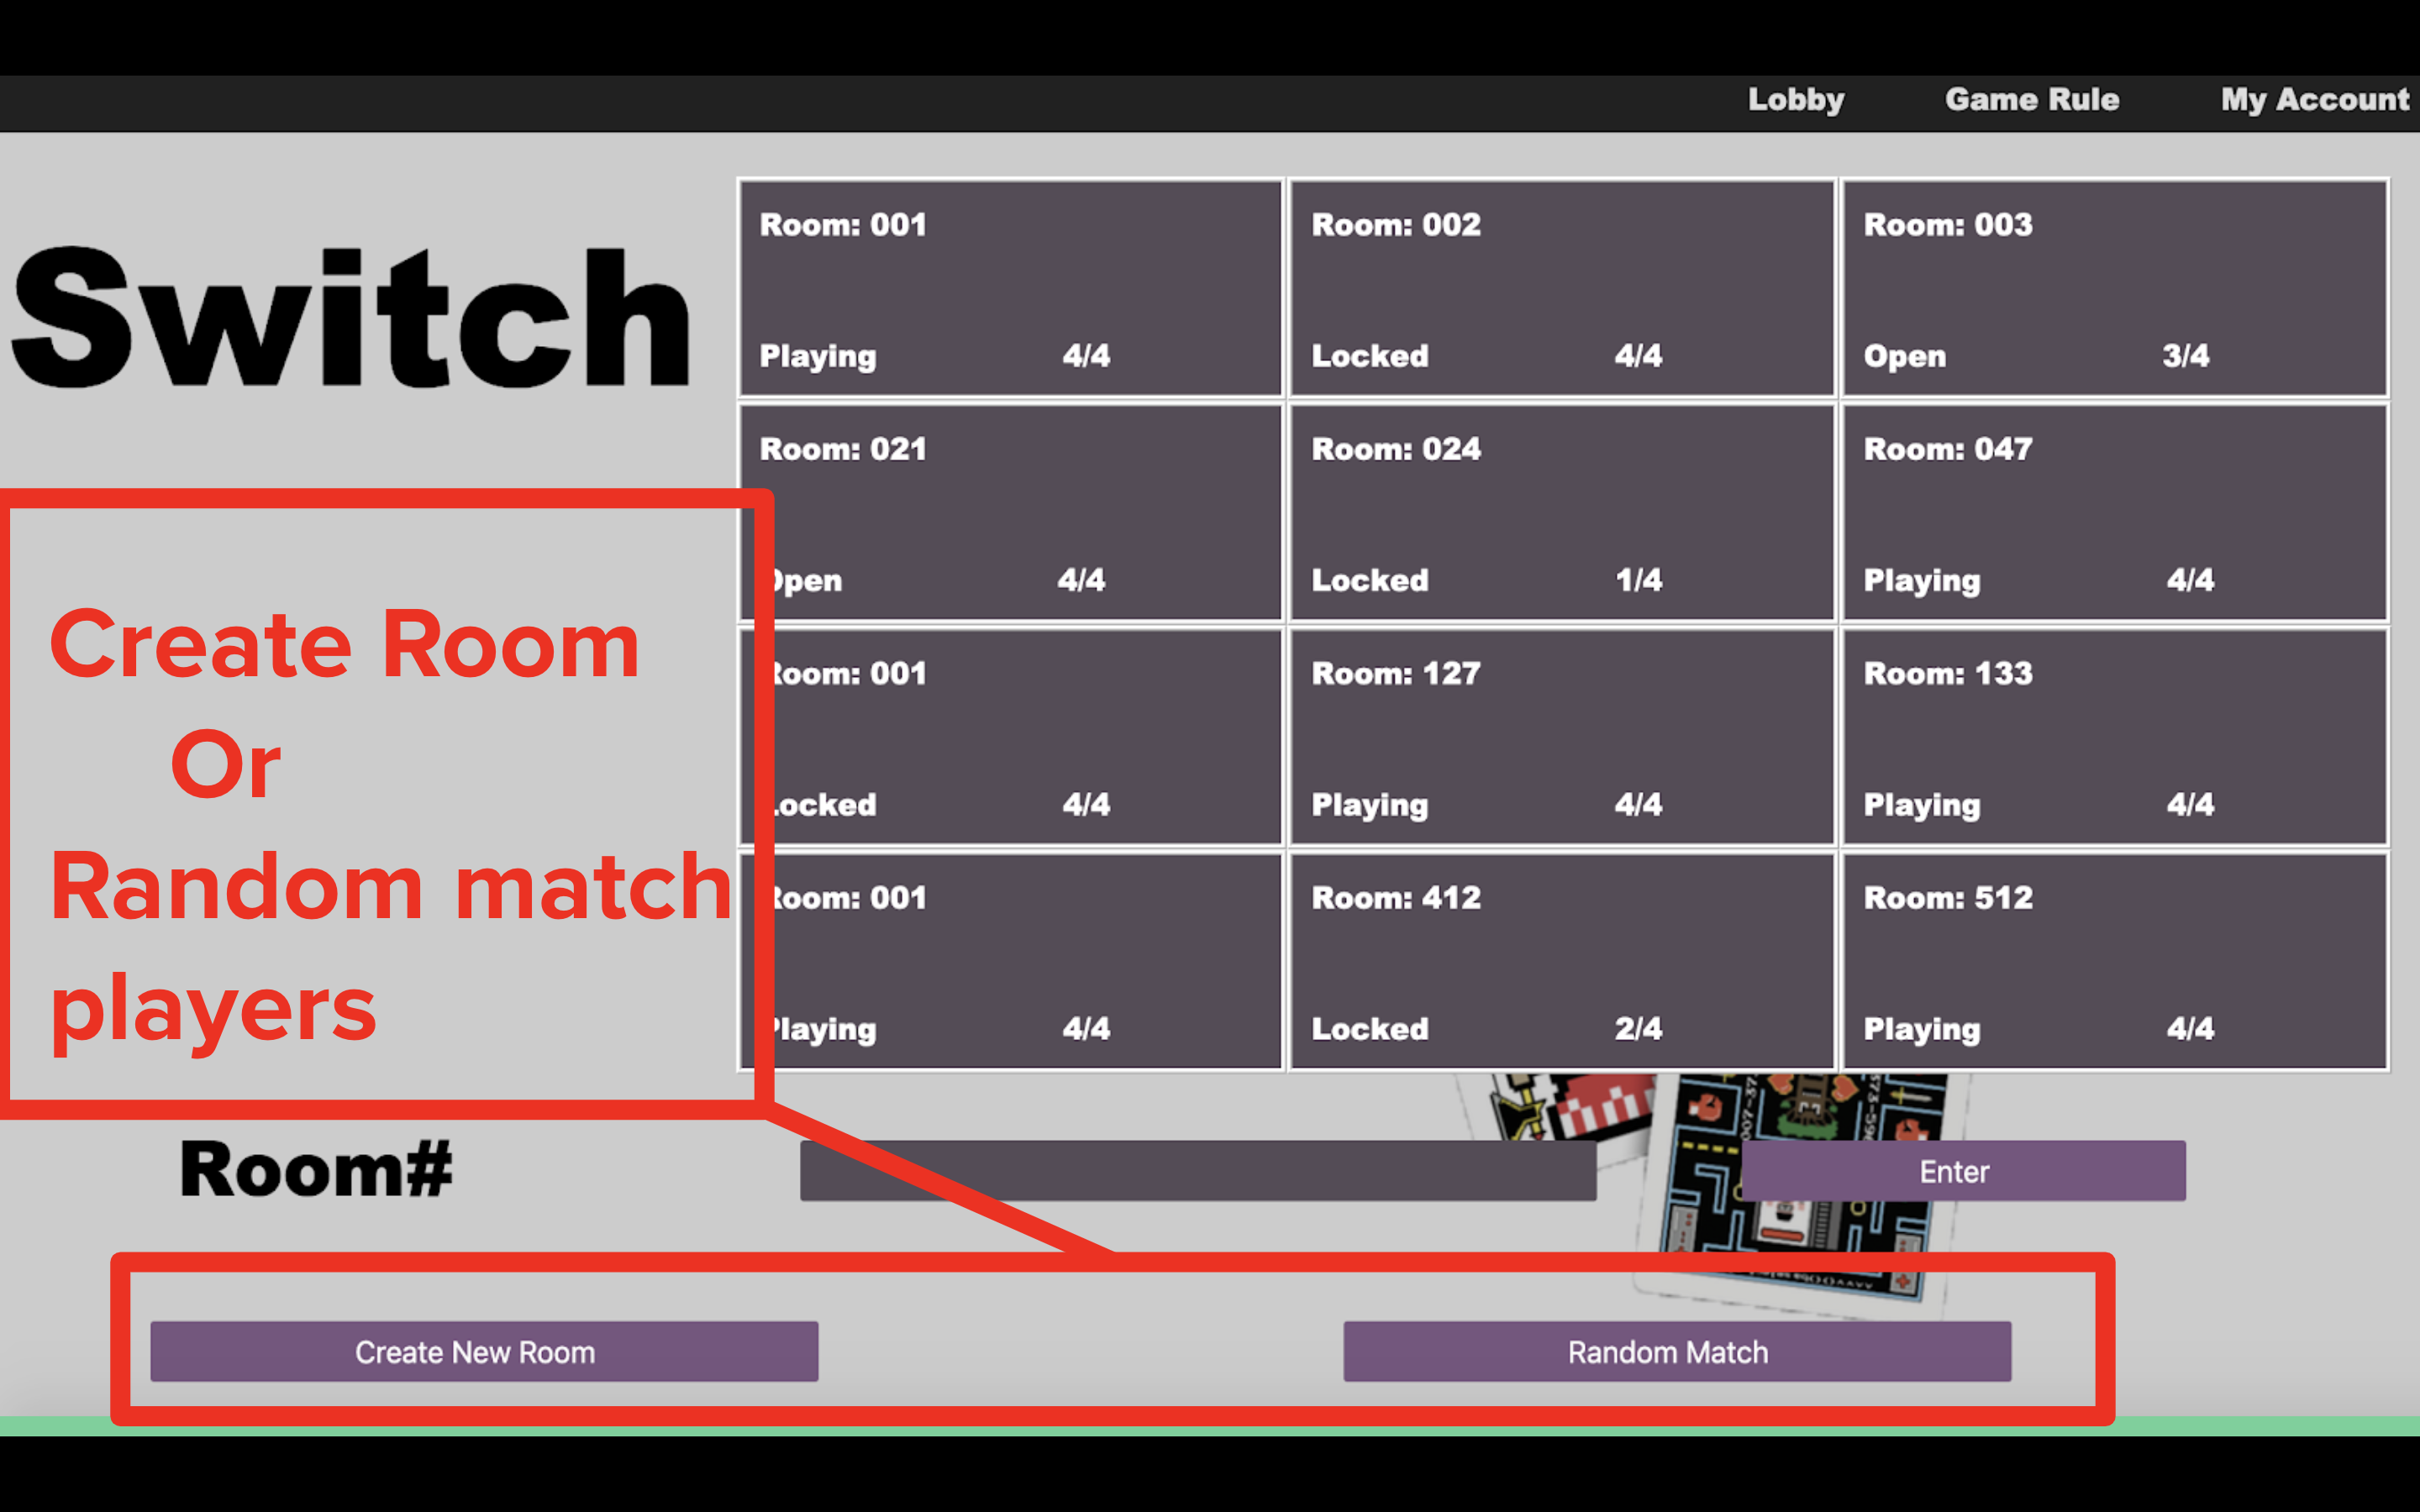 Lobby Game Rule My Account
Switch
Room: 001 Room: 002 Room: 003
Playing 4/4 Locked 4/4 Open 3/4
Room: 021 Room: 024 Room: 047
Open 4/4 Locked 1/4 Playing 4/4
Room: 001 Room: 127 Room: 133
Locked 4/4 Playing 4/4 Playing 4/4
Room: 001 Room: 412 Room: 512
Playing 4/4 Locked 2/4 Playing 4/4
Create Room
Or
Random match
players
Room#
Enter
Create New Room
Random Match